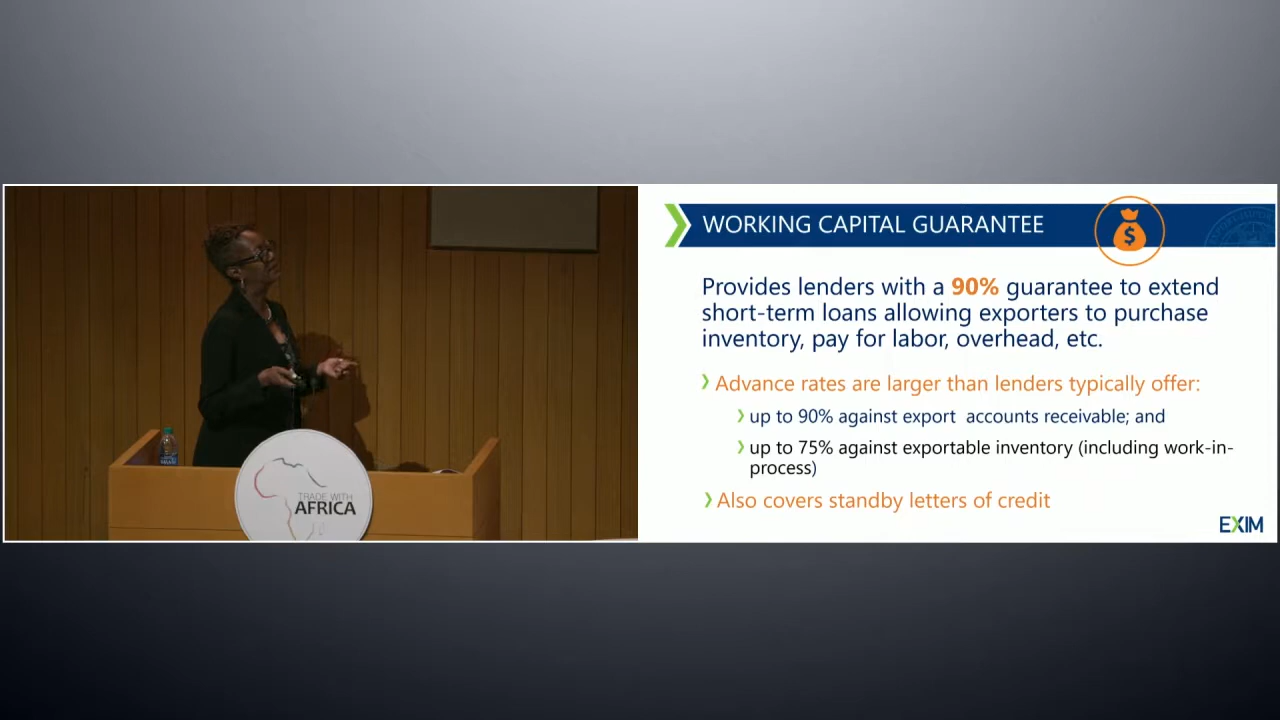 WORKING CAPITAL GUARANTEE
$
Provides lenders with a 90% guarantee to extend
short-term loans allowing exporters to purchase
inventory, pay for labor, overhead, etc.
Advance rates are larger than lenders typically offer:
up to 90% against export accounts receivable; and
up to 75% against exportable inventory (including work-in-
process)
Also covers standby letters of credit
EXIM
TRADE WITH
AFRICA